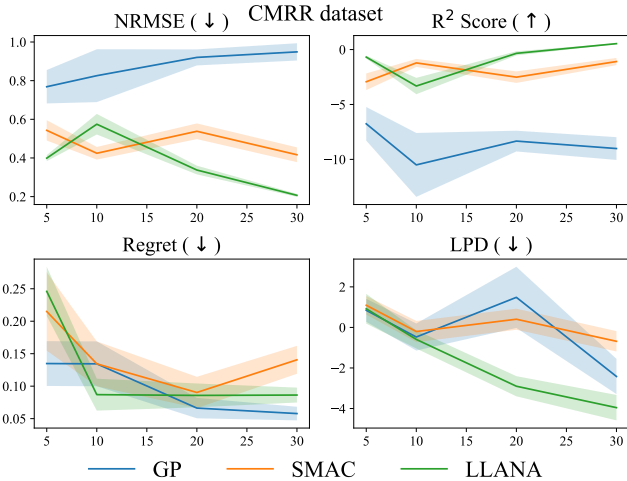 CMRR dataset
NRMSE ( ↓ )
R² Score ( ↑ )
1.0
0.8
0.6
0.4
0.2
5 10 15 20 25 30
0
−5
−10
5 10 15 20 25 30
Regret ( ↓ )
LPD ( ↓ )
0.25
0.20
0.15
0.10
0.05
5 10 15 20 25 30
2
0
−2
−4
5 10 15 20 25 30
GP SMAC LLANA